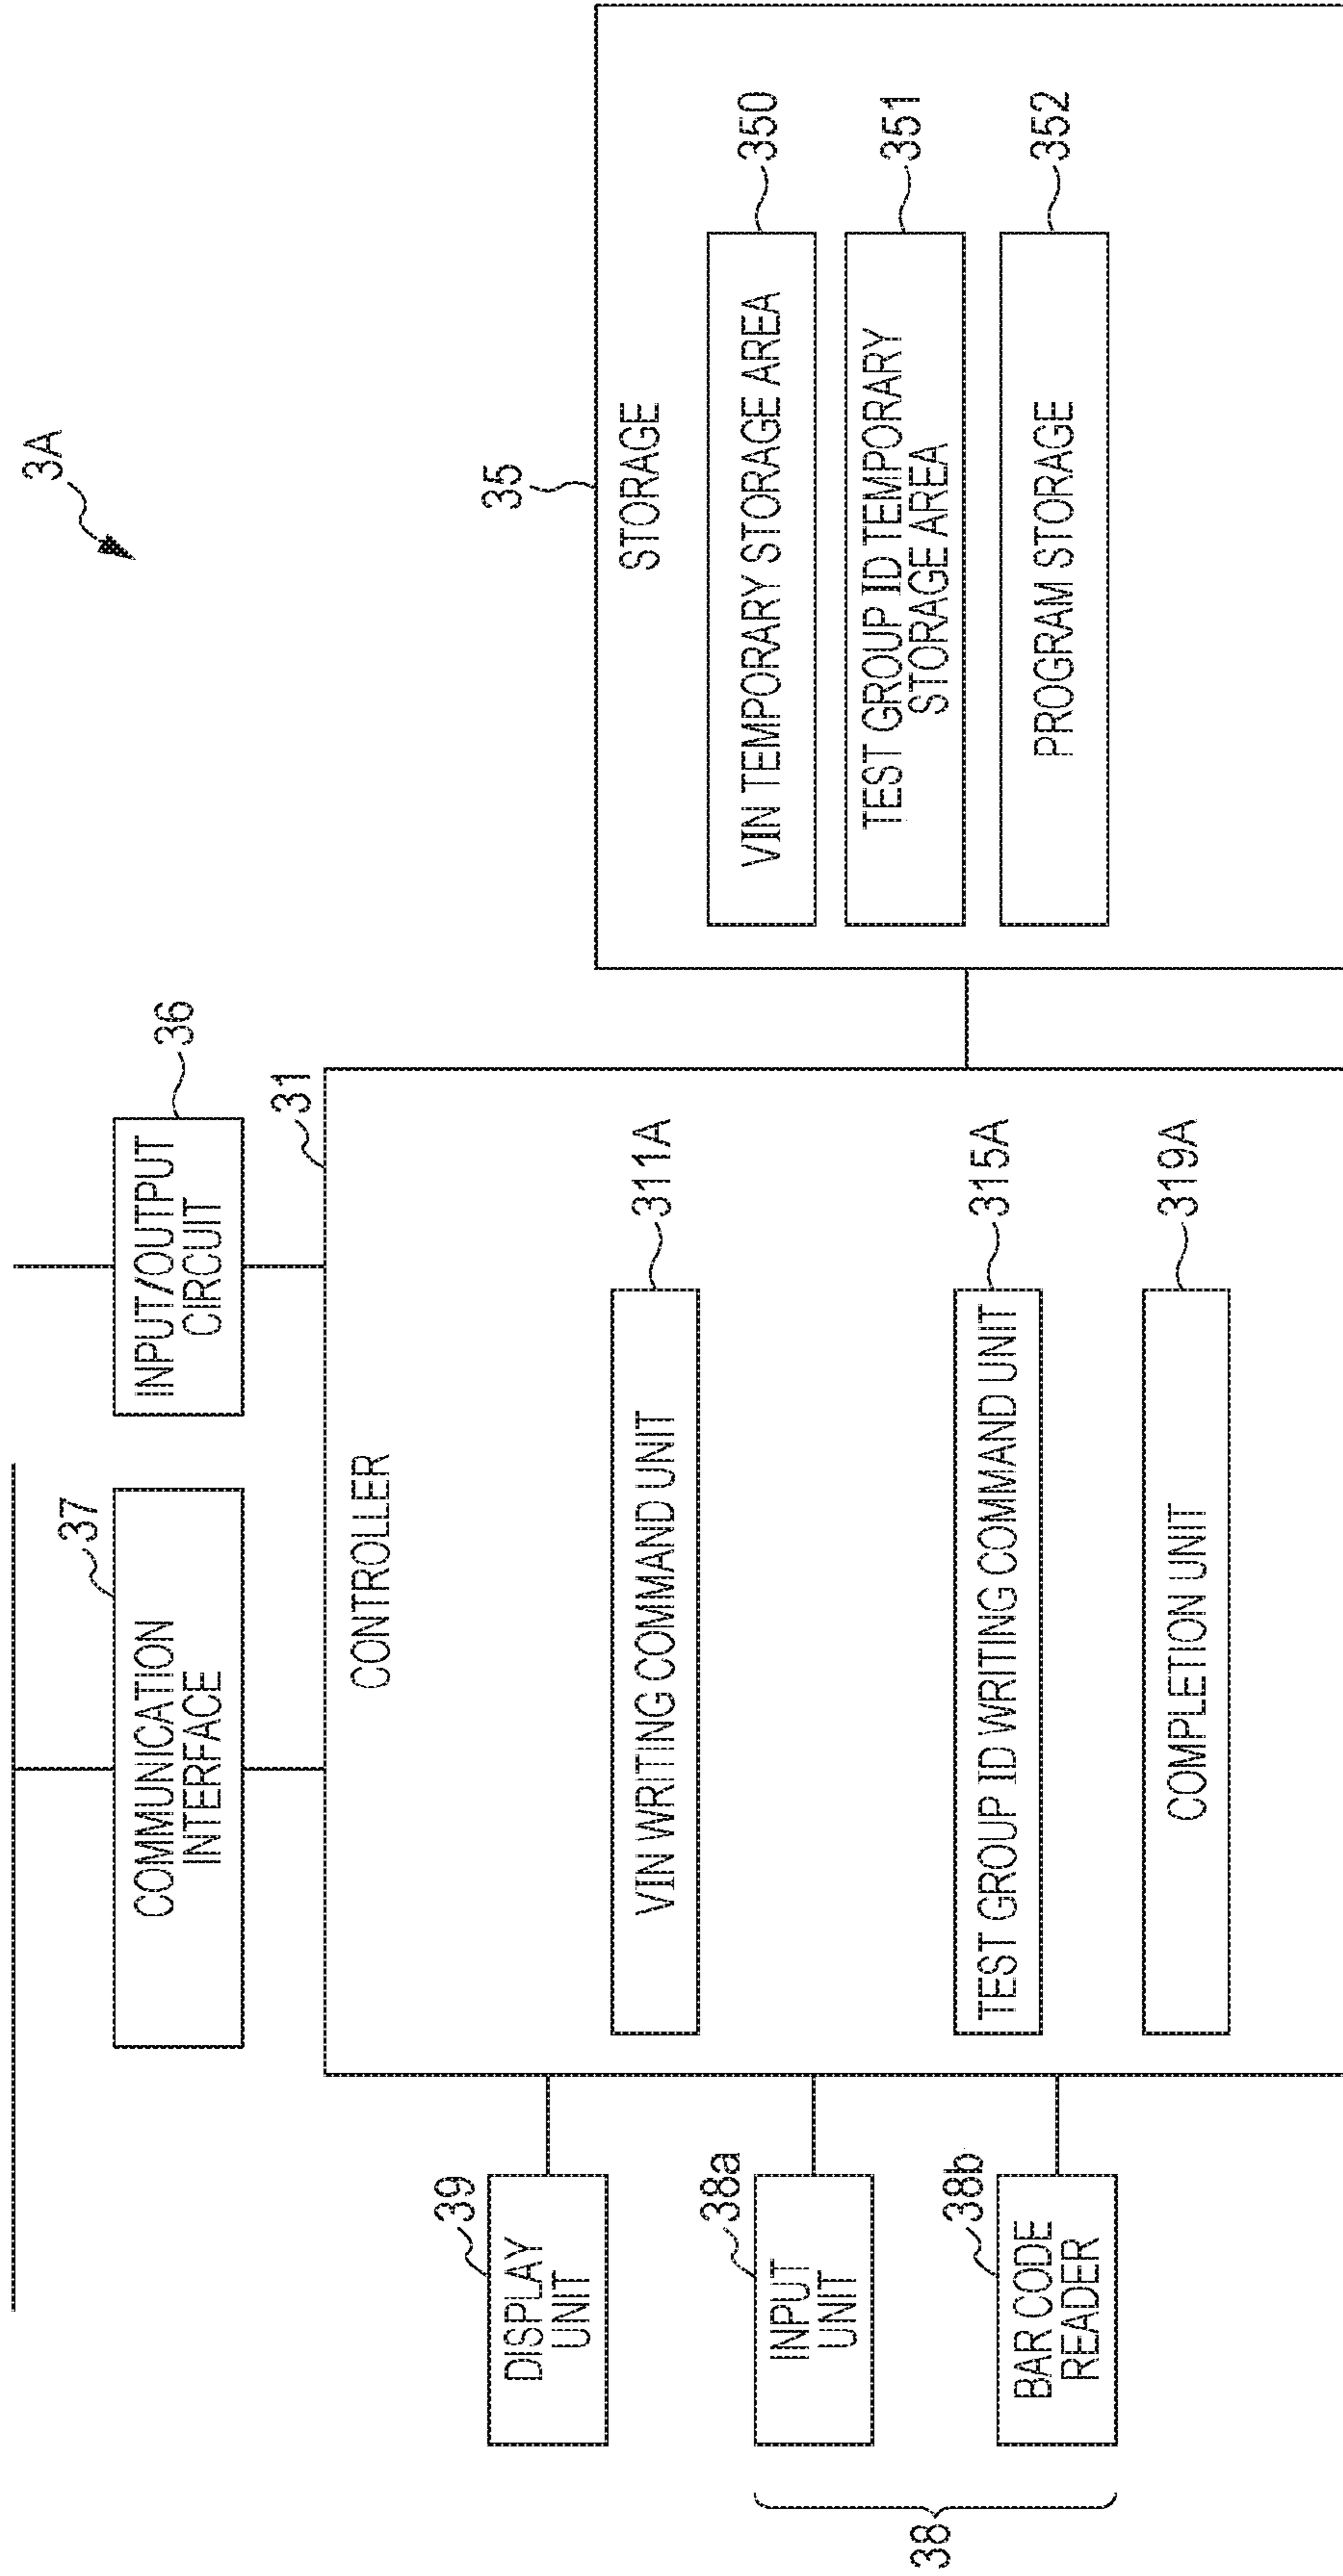 3A
37
COMMUNICATION
INTERFACE
36
INPUT/OUTPUT
CIRCUIT
31
CONTROLLER
VIN WRITING COMMAND UNIT
311A
TEST GROUP ID WRITING COMMAND UNIT
315A
COMPLETION UNIT
319A
39
DISPLAY
UNIT
38a
INPUT
UNIT
38b
BAR CODE
READER
38
35
STORAGE
VIN TEMPORARY STORAGE AREA
350
TEST GROUP ID TEMPORARY
STORAGE AREA
351
PROGRAM STORAGE
352